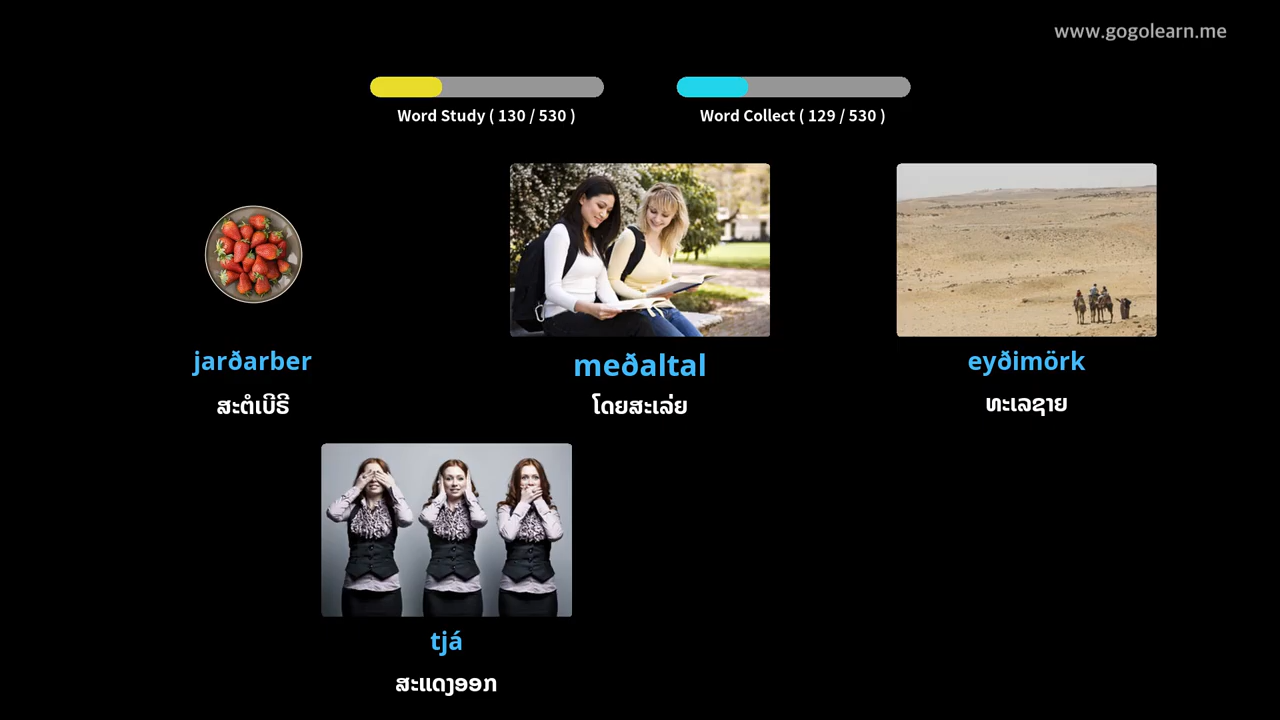 www.gogolearn.me
Word Study ( 130 / 530 )
Word Collect ( 129 / 530 )
jarðarber
ສະຕໍເບີຣີ
meðaltal
ໂດຍສະເລ່ຍ
eyðimörk
ທະເລຊາຍ
tjá
ສະແດງອອກ